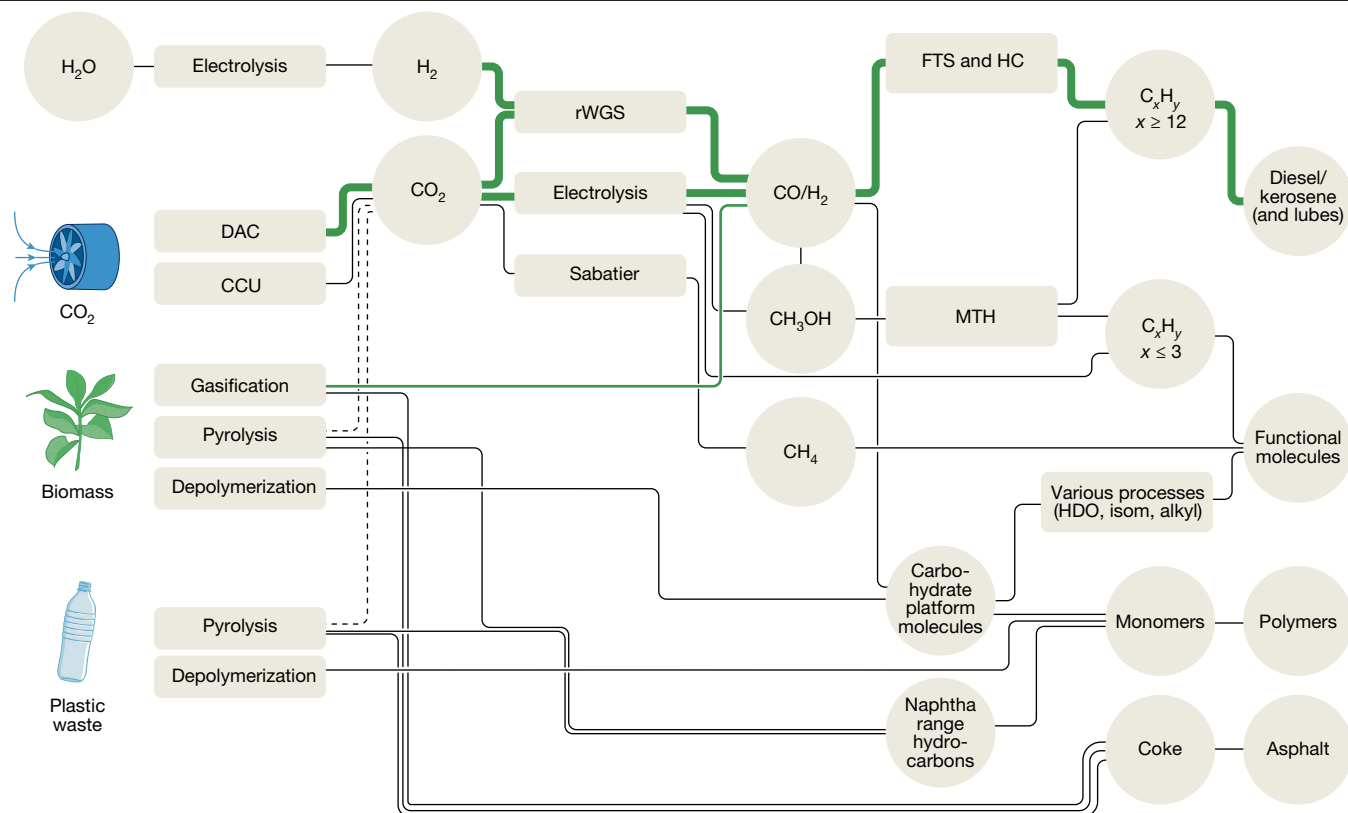 H₂O
Electrolysis
H₂
FTS and HC
CₓHᵧ
x ≥ 12
rWGS
CO₂
Electrolysis
CO/H₂
Diesel/
kerosene
(and lubes)
DAC
CCU
CO₂
Sabatier
CH₃OH
MTH
CₓHᵧ
x ≤ 3
Gasification
Pyrolysis
Depolymerization
Biomass
CH₄
Functional
molecules
Various processes
(HDO, isom, alkyl)
Carbo-
hydrate
platform
molecules
Monomers
Polymers
Pyrolysis
Depolymerization
Plastic
waste
Naphtha
range
hydro-
carbons
Coke
Asphalt